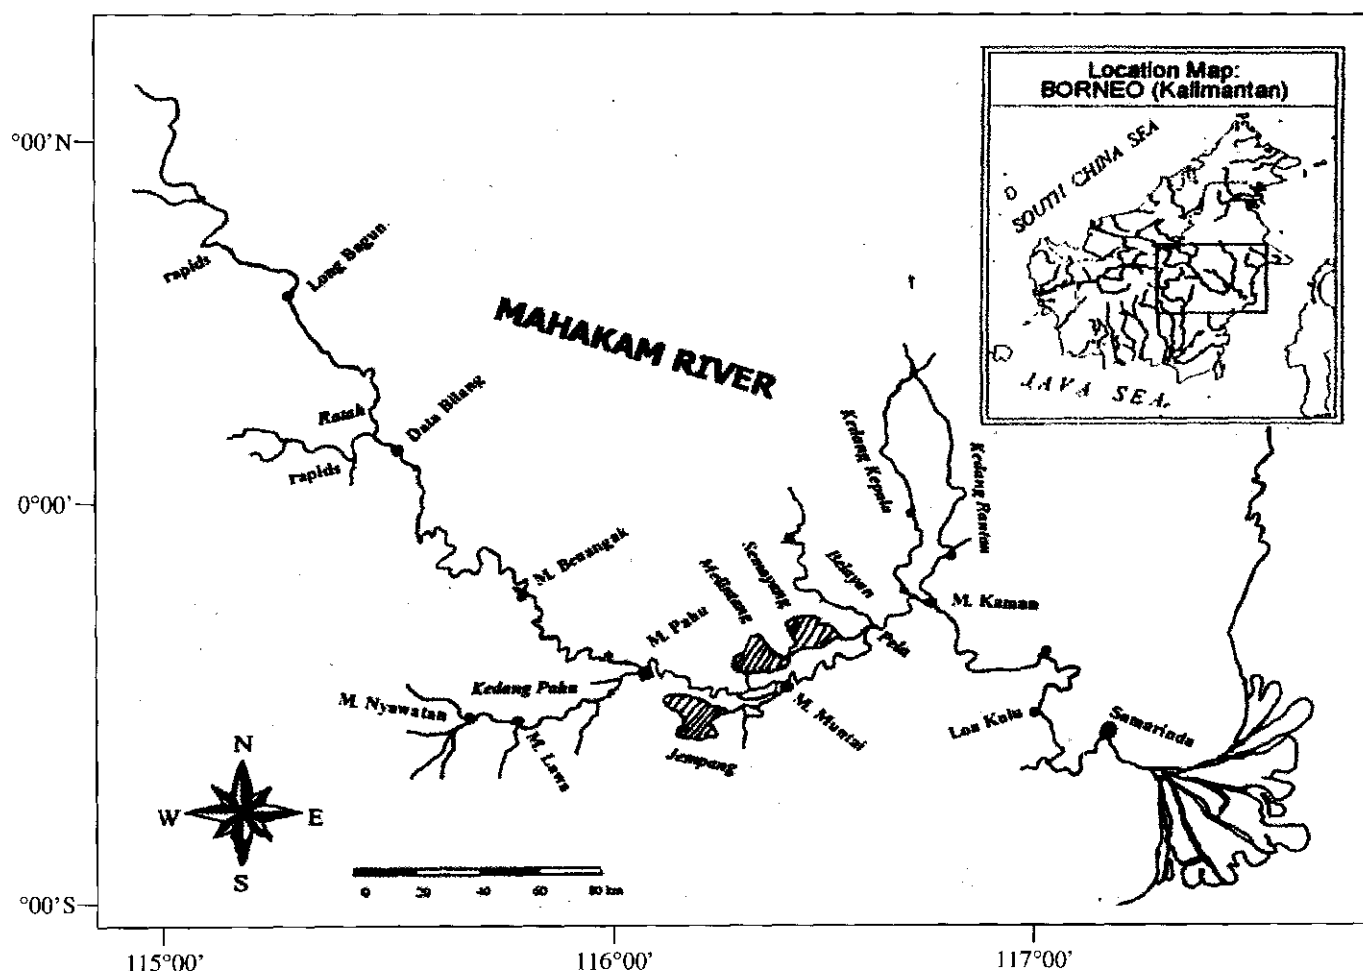 Location Map:
BORNEO (Kalimantan)
SOUTH CHINA SEA
JAVA SEA
°00'N
0°00'
°00'S
115°00'
116°00'
117°00'
MAHAKAM RIVER
rapids
Long Bagun
Ratah
Data Bilang
rapids
M. Benangak
M. Pahu
Kedang Pahu
M. Nyawatan
M. Lawa
Jempang
Melintang
Semayang
Belayan
Kedang Kepala
Kedang Rantau
M. Kaman
Pela
M. Muntai
Loa Kulu
Samarinda
N
W
E
S
0 20 40 60 80 km